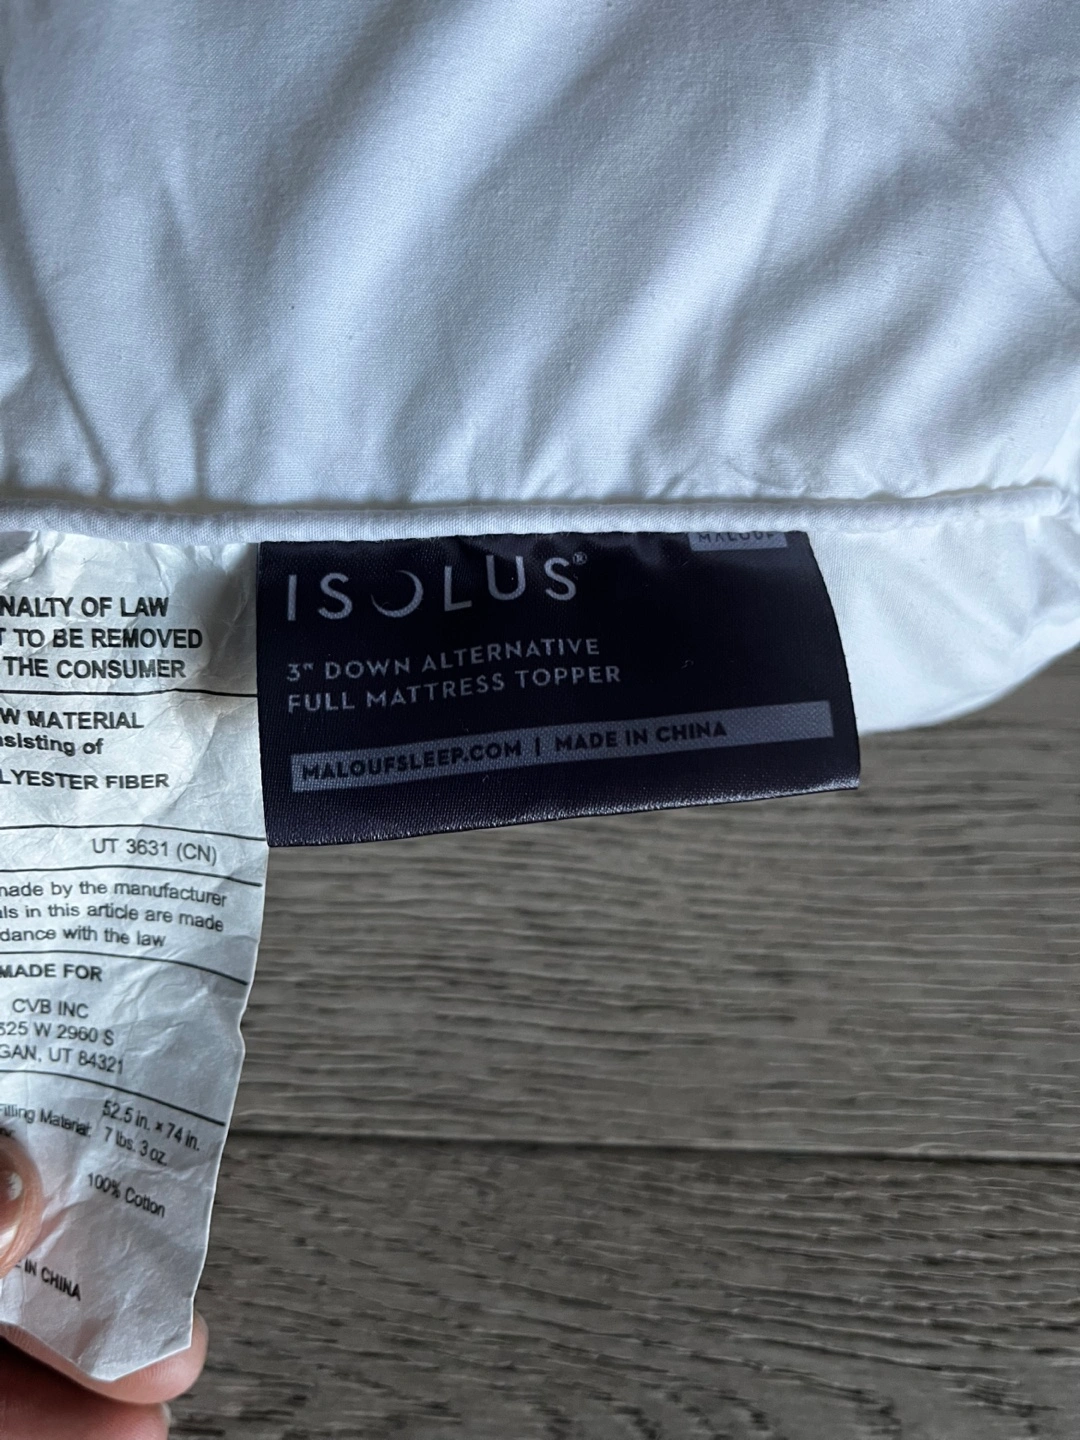 NALTY OF LAW
T TO BE REMOVED
THE CONSUMER
W MATERIAL
nsisting of
LYESTER FIBER
UT 3631 (CN)
made by the manufacturer
als in this article are made
dance with the law
MADE FOR
CVB INC
525 W 2960 S
GAN, UT 84321
52.5 in. x 74 in.
Filling Material: 7 lbs. 3 oz.
100% Cotton
E IN CHINA
MALOUF
ISOLUS®
3" DOWN ALTERNATIVE
FULL MATTRESS TOPPER
MALOUFSLEEP.COM | MADE IN CHINA